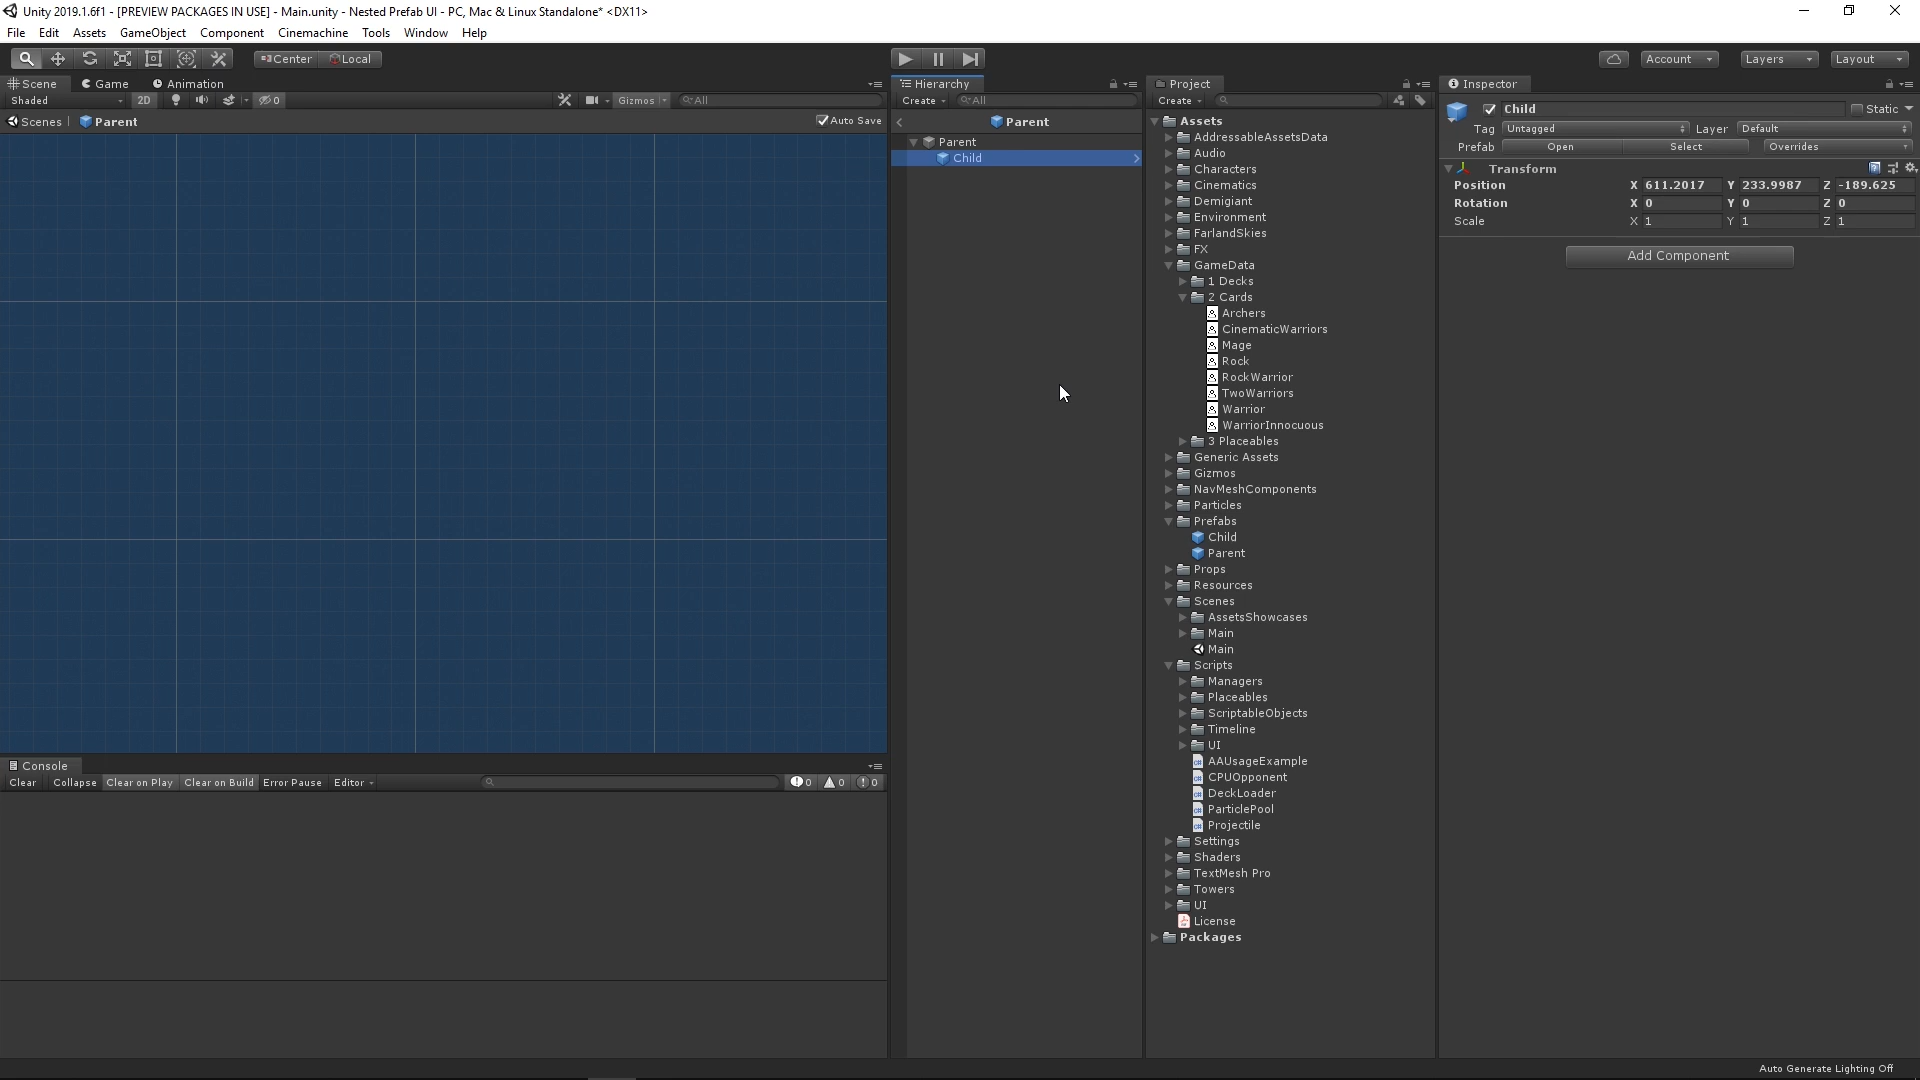 Unity 2019.1.6f1 - [PREVIEW PACKAGES IN USE] - Main.unity - Nested Prefab UI - PC, Mac & Linux Standalone* <DX11>
File Edit Assets GameObject Component Cinemachine Tools Window Help
Center Local Account Layers Layout
Scene Game Animation
Shaded 2D 0 Gizmos All
Scenes Parent Auto Save
Hierarchy
Create All
Parent
Parent
Child
Project
Create
Assets
AddressableAssetsData
Audio
Characters
Cinematics
Demigiant
Environment
FarlandSkies
FX
GameData
1 Decks
2 Cards
Archers
CinematicWarriors
Mage
Rock
RockWarrior
TwoWarriors
Warrior
WarriorInnocuous
3 Placeables
Generic Assets
Gizmos
NavMeshComponents
Particles
Prefabs
Child
Parent
Props
Resources
Scenes
AssetsShowcases
Main
Main
Scripts
Managers
Placeables
ScriptableObjects
Timeline
UI
AAUsageExample
CPUOpponent
DeckLoader
ParticlePool
Projectile
Settings
Shaders
TextMesh Pro
Towers
UI
License
Packages
Inspector
Child Static
Tag Untagged Layer Default
Prefab Open Select Overrides
Transform
Position X 611.2017 Y 233.9987 Z -189.625
Rotation X 0 Y 0 Z 0
Scale X 1 Y 1 Z 1
Add Component
Console
Clear Collapse Clear on Play Clear on Build Error Pause Editor 0 0 0
Auto Generate Lighting Off